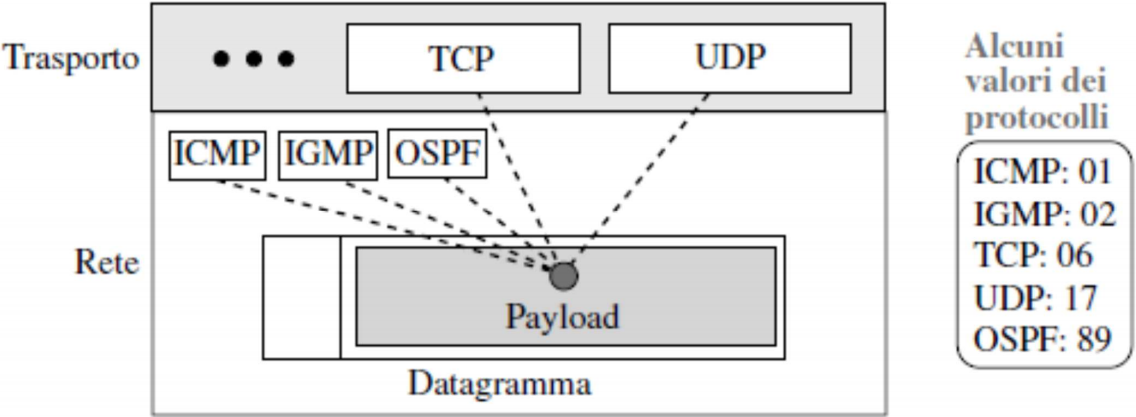 Trasporto
● ● ●
TCP
UDP
ICMP
IGMP
OSPF
Rete
Payload
Datagramma
Alcuni
valori dei
protocolli
ICMP: 01
IGMP: 02
TCP: 06
UDP: 17
OSPF: 89